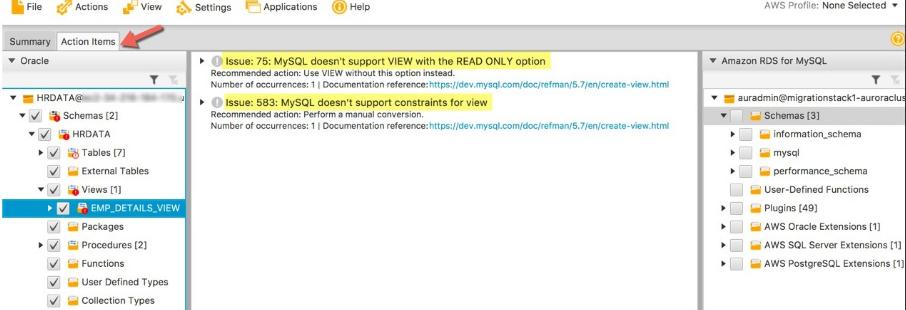 File Actions View Settings Applications Help AWS Profile: None Selected
Summary Action Items
Oracle
HRDATA@
Schemas [2]
HRDATA
Tables [7]
External Tables
Views [1]
EMP_DETAILS_VIEW
Packages
Procedures [2]
Functions
User Defined Types
Collection Types
Issue: 75: MySQL doesn't support VIEW with the READ ONLY option
Recommended action: Use VIEW without this option instead.
Number of occurrences: 1 | Documentation reference:https://dev.mysql.com/doc/refman/5.7/en/create-view.html
Issue: 583: MySQL doesn't support constraints for view
Recommended action: Perform a manual conversion.
Number of occurrences: 1 | Documentation reference:https://dev.mysql.com/doc/refman/5.7/en/create-view.html
Amazon RDS for MySQL
auradmin@migrationstack1-auroraclus
Schemas [3]
information_schema
mysql
performance_schema
User-Defined Functions
Plugins [49]
AWS Oracle Extensions [1]
AWS SQL Server Extensions [1]
AWS PostgreSQL Extensions [1]